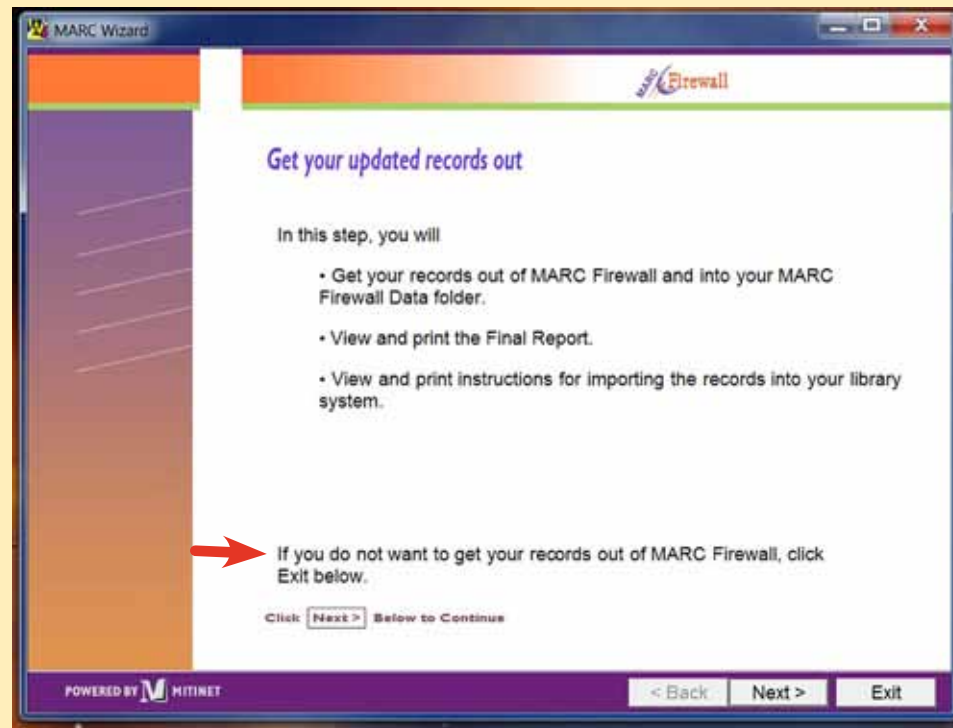 MARC Wizard
MARC Firewall
Get your updated records out
In this step, you will
• Get your records out of MARC Firewall and into your MARC
Firewall Data folder.
• View and print the Final Report.
• View and print instructions for importing the records into your library
system.
If you do not want to get your records out of MARC Firewall, click
Exit below.
Click Next > Below to Continue
POWERED BY M MITINET
< Back Next > Exit